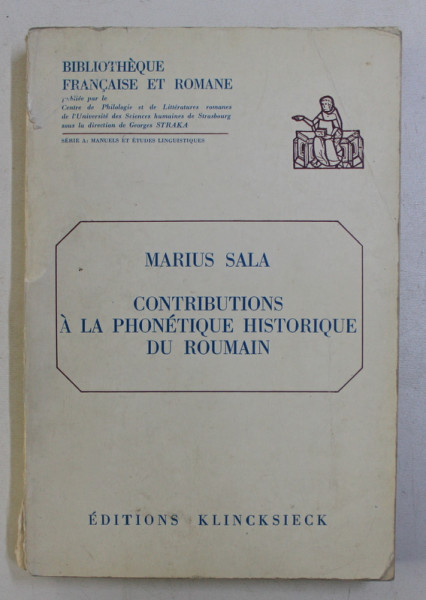 BIBLIOTHÈQUE
FRANÇAISE ET ROMANE
publiée par le
Centre de Philologie et de Littératures romanes
de l'Université des Sciences humaines de Strasbourg
sous la direction de Georges STRAKA
SÉRIE A: MANUELS ET ÉTUDES LINGUISTIQUES
MARIUS SALA
CONTRIBUTIONS
À LA PHONÉTIQUE HISTORIQUE
DU ROUMAIN
ÉDITIONS KLINCKSIECK